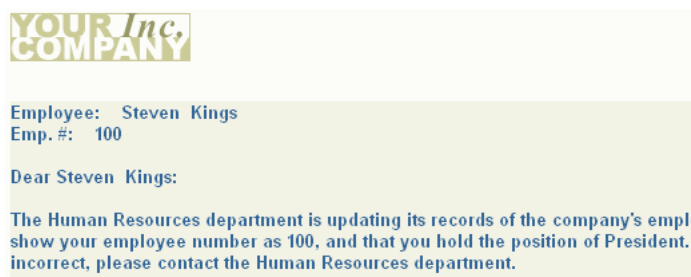 YOUR Inc,
COMPANY
Employee: Steven Kings
Emp. #: 100
Dear Steven Kings:
The Human Resources department is updating its records of the company's empl
show your employee number as 100, and that you hold the position of President.
incorrect, please contact the Human Resources department.